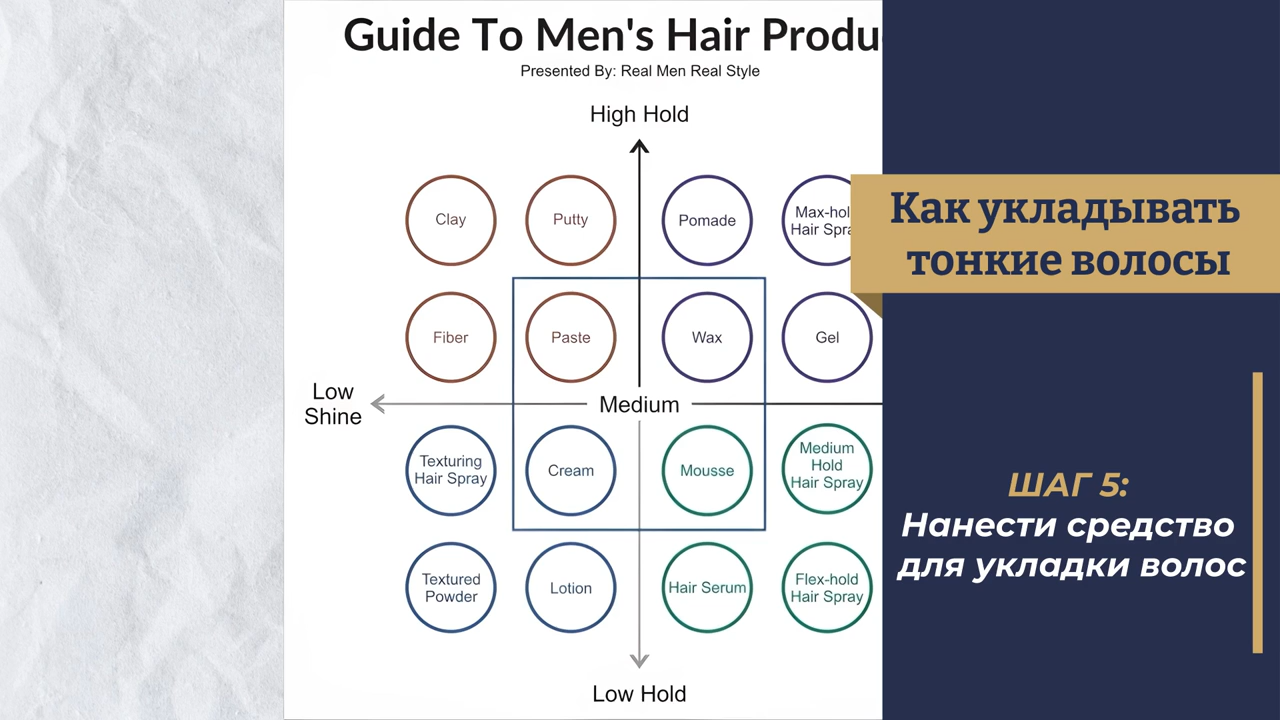 Guide To Men's Hair Produ
Presented By: Real Men Real Style
High Hold
Clay
Putty
Pomade
Max-hol
Hair Spra
Fiber
Paste
Wax
Gel
Low
Shine
Medium
Texturing
Hair Spray
Cream
Mousse
Medium
Hold
Hair Spray
Textured
Powder
Lotion
Hair Serum
Flex-hold
Hair Spray
Low Hold
Как укладывать
тонкие волосы
ШАГ 5:
Нанести средство
для укладки волос